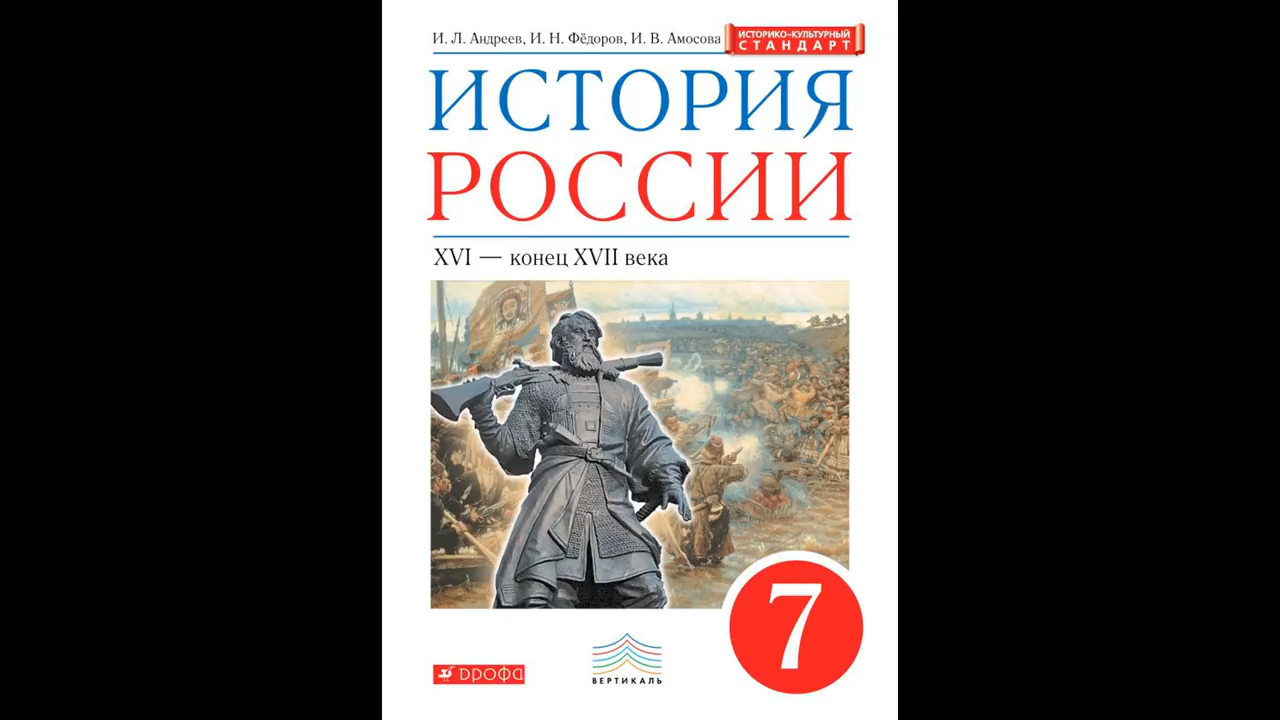 И. Л. Андреев, И. Н. Фёдоров, И. В. Амосова
ИСТОРИКО-КУЛЬТУРНЫЙ
СТАНДАРТ
ИСТОРИЯ
РОССИИ
XVI — конец XVII века
7
дрофа
ВЕРТИКАЛЬ